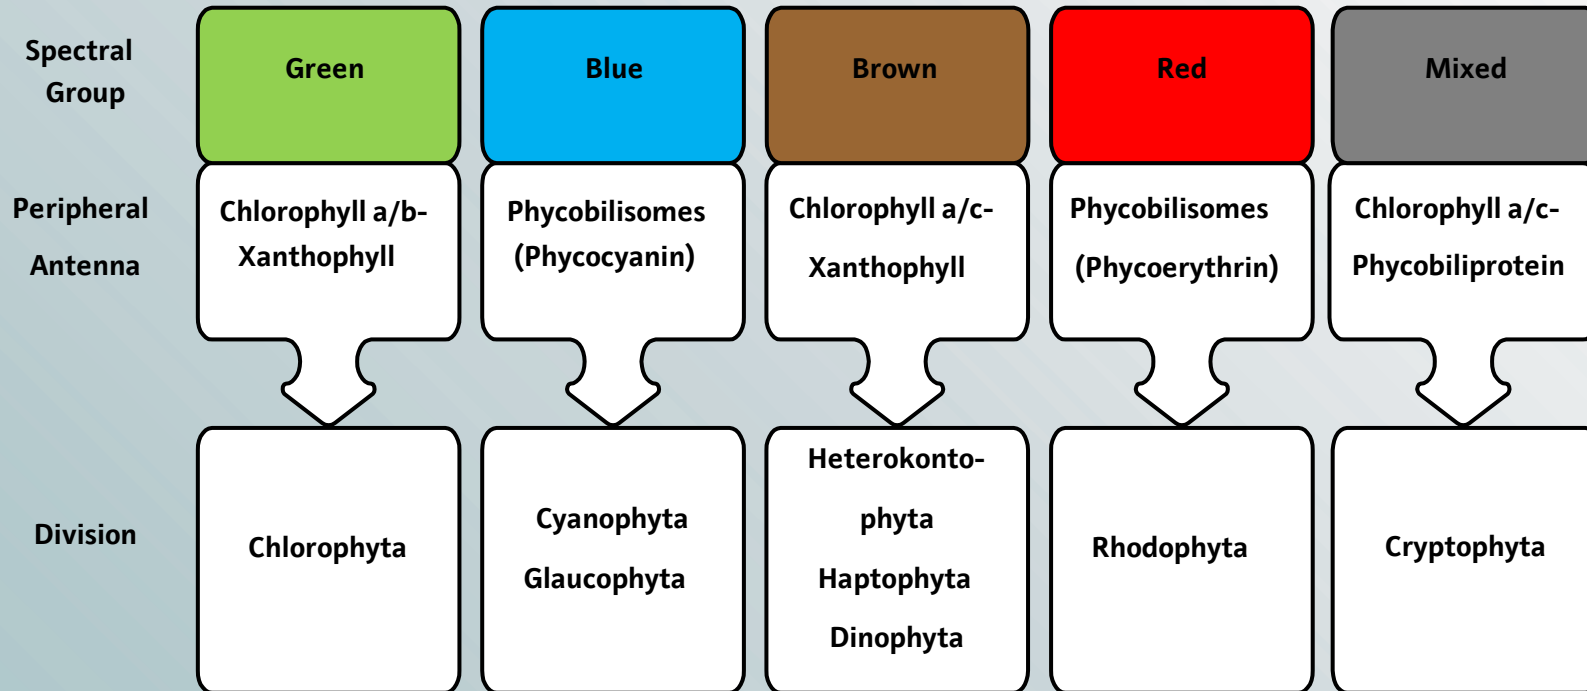 Spectral
Group
Green
Blue
Brown
Red
Mixed
Peripheral
Antenna
Chlorophyll a/b-
Xanthophyll
Phycobilisomes
(Phycocyanin)
Chlorophyll a/c-
Xanthophyll
Phycobilisomes
(Phycoerythrin)
Chlorophyll a/c-
Phycobiliprotein
Division
Chlorophyta
Cyanophyta
Glaucophyta
Heterokonto-
phyta
Haptophyta
Dinophyta
Rhodophyta
Cryptophyta